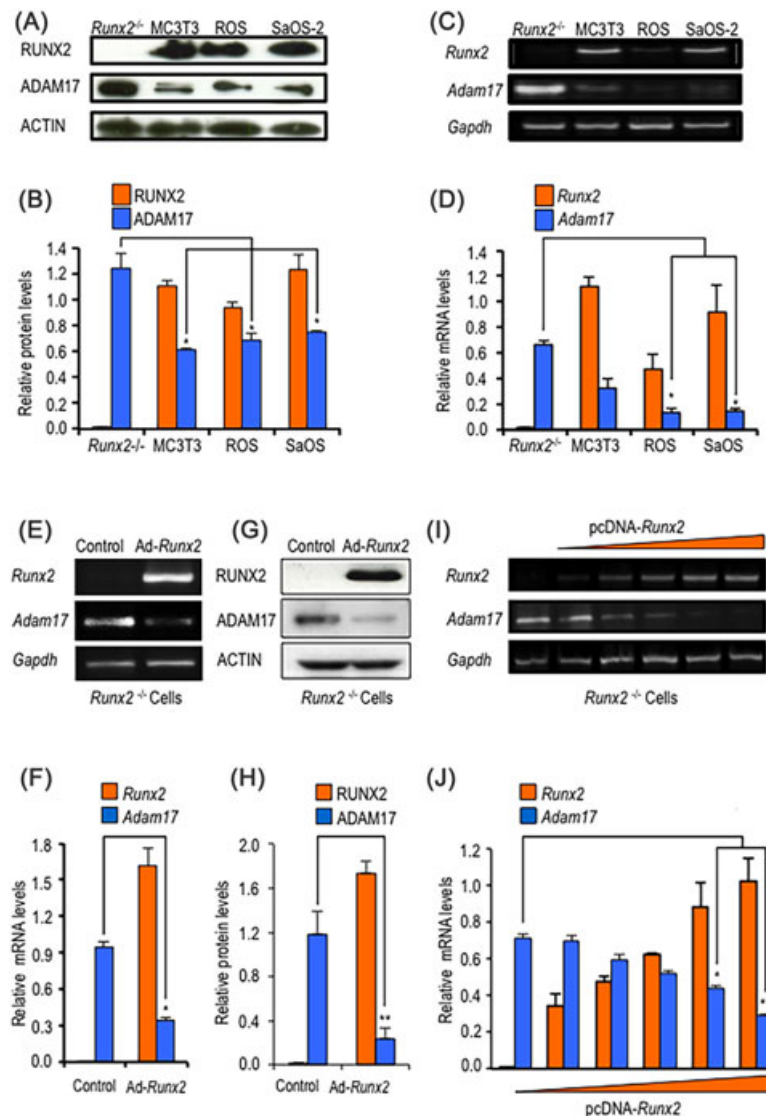 (A)
Runx2-/- MC3T3 ROS SaOS-2
RUNX2
ADAM17
ACTIN
(C)
Runx2-/- MC3T3 ROS SaOS-2
Runx2
Adam17
Gapdh
(B)
RUNX2
ADAM17
Relative protein levels
1.4
1.2
1.0
0.8
0.6
0.4
0.2
0.0
* * *
Runx2-/- MC3T3 ROS SaOS
(D)
Runx2
Adam17
Relative mRNA levels
1.4
1.2
1.0
0.8
0.6
0.4
0.2
0.0
* *
Runx2-/- MC3T3 ROS SaOS
(E)
Control Ad-Runx2
Runx2
Adam17
Gapdh
Runx2 -/- Cells
(G)
Control Ad-Runx2
RUNX2
ADAM17
ACTIN
Runx2 -/- Cells
(I)
pcDNA-Runx2
Runx2
Adam17
Gapdh
Runx2 -/- Cells
(F)
Runx2
Adam17
Relative mRNA levels
1.8
1.5
1.2
0.9
0.6
0.3
0.0
*
Control Ad-Runx2
(H)
RUNX2
ADAM17
Relative protein levels
2.0
1.6
1.2
0.8
0.4
0.0
**
Control Ad-Runx2
(J)
Runx2
Adam17
Relative mRNA levels
1.2
1.0
0.8
0.6
0.4
0.2
0.0
* *
pcDNA-Runx2